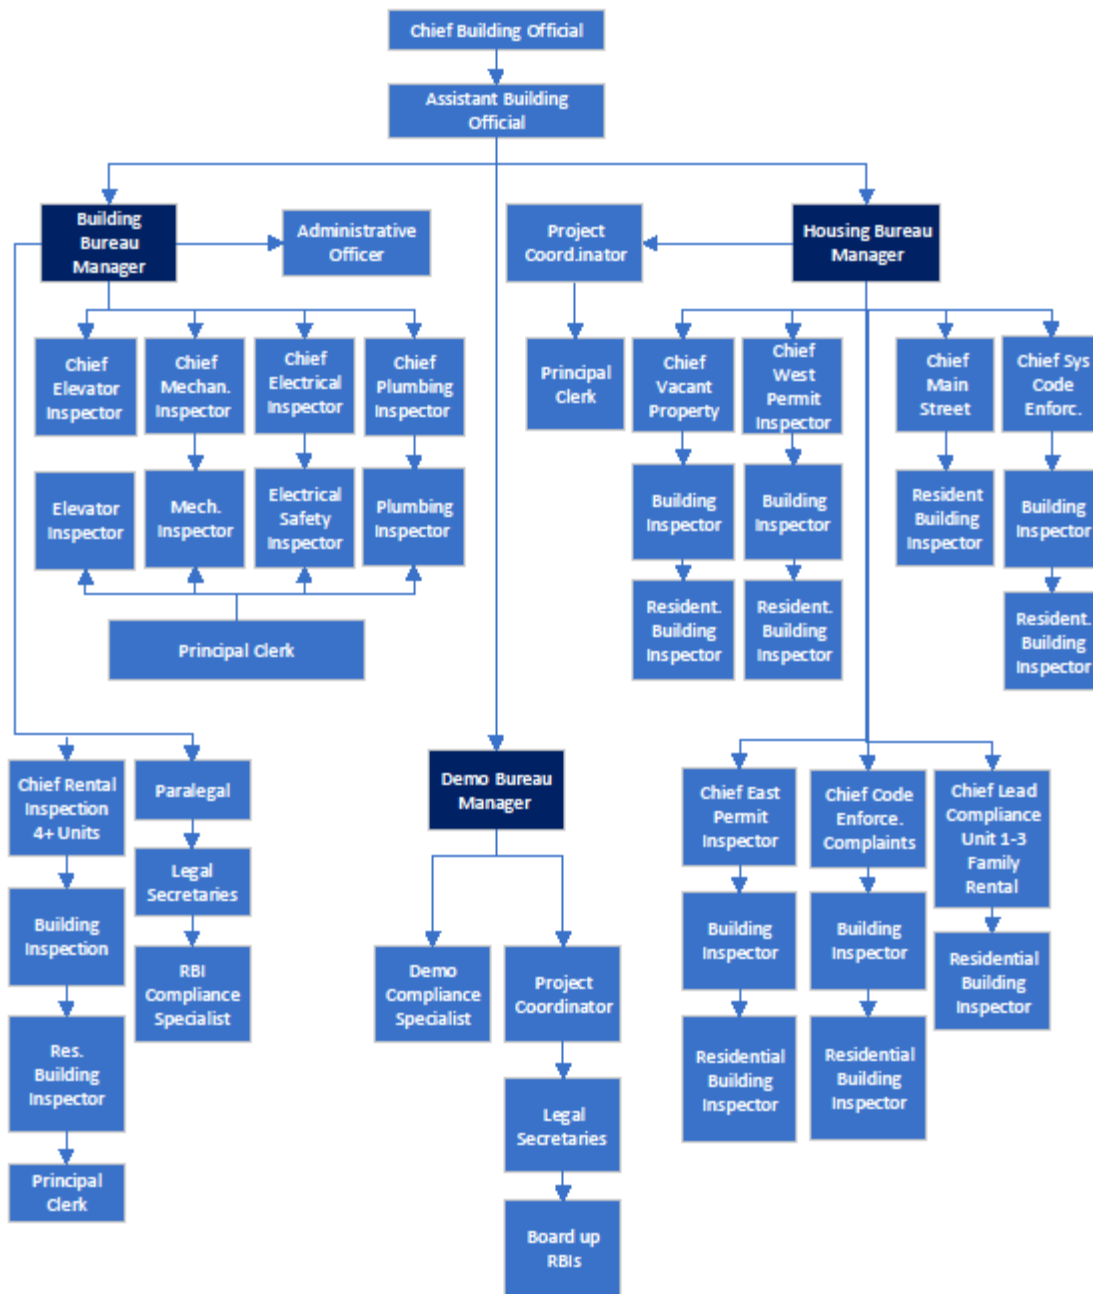 Chief Building Official
Assistant Building
Official
Building
Bureau
Manager
Administrative
Officer
Project
Coord.inator
Housing Bureau
Manager
Chief
Elevator
Inspector
Chief
Mechan.
Inspector
Chief
Electrical
Inspector
Chief
Plumbing
Inspector
Principal
Clerk
Chief
Vacant
Property
Chief
West
Permit
Inspector
Chief
Main
Street
Chief Sys
Code
Enforc.
Elevator
Inspector
Mech.
Inspector
Electrical
Safety
Inspector
Plumbing
Inspector
Building
Inspector
Building
Inspector
Resident
Building
Inspector
Building
Inspector
Principal Clerk
Resident.
Building
Inspector
Resident.
Building
Inspector
Resident.
Building
Inspector
Chief Rental
Inspection
4+ Units
Paralegal
Demo Bureau
Manager
Chief East
Permit
Inspector
Chief Code
Enforce.
Complaints
Chief Lead
Compliance
Unit 1-3
Family
Rental
Legal
Secretaries
Building
Inspection
Building
Inspector
Building
Inspector
Residential
Building
Inspector
RBI
Compliance
Specialist
Demo
Compliance
Specialist
Project
Coordinator
Res.
Building
Inspector
Residential
Building
Inspector
Residential
Building
Inspector
Legal
Secretaries
Principal
Clerk
Board up
RBIs